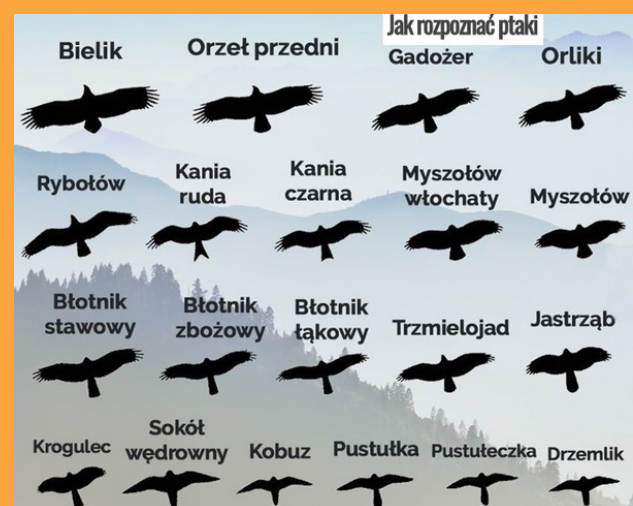 Jak rozpoznać ptaki
Bielik
Orzeł przedni
Gadożer
Orliki
Rybołów
Kania
ruda
Kania
czarna
Myszołów
włochaty
Myszołów
Błotnik
stawowy
Błotnik
zbożowy
Błotnik
łąkowy
Trzmielojad
Jastrząb
Krogulec
Sokół
wędrowny
Kobuz
Pustułka
Pustułeczka
Drzemlik